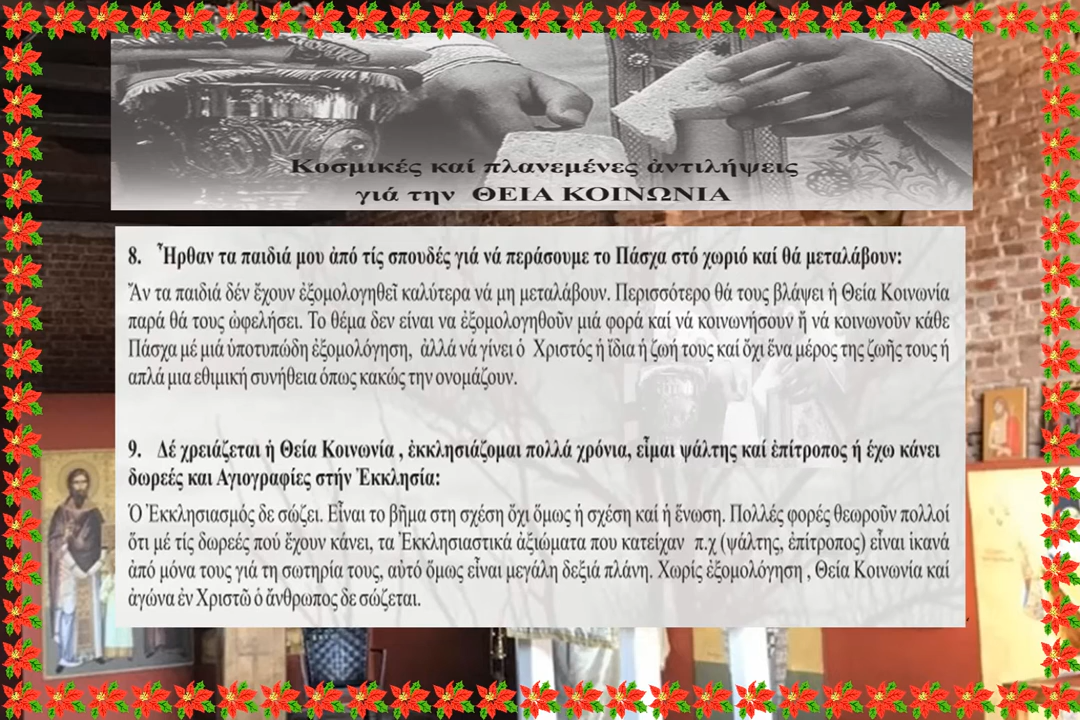 Κοσμικές καί πλανεμένες ἀντιλήψεις
γιά την ΘΕΙΑ ΚΟΙΝΩΝΙΑ
8. Ἦρθαν τα παιδιά μου ἀπό τίς σπουδές γιά νά περάσουμε το Πάσχα στό χωριό καί θά μεταλάβουν:
Ἄν τα παιδιά δέν ἔχουν ἐξομολογηθεῖ καλύτερα νά μη μεταλάβουν. Περισσότερο θά τους βλάψει ἡ Θεία Κοινωνία
παρά θά τους ὠφελήσει. Το θέμα δεν είναι να ἐξομολογηθοῦν μιά φορά καί νά κοινωνήσουν ἤ νά κοινωνοῦν κάθε
Πάσχα μέ μιά ὑποτυπώδη ἐξομολόγηση, ἀλλά νά γίνει ὁ Χριστός ἡ ἴδια ἡ ζωή τους καί ὄχι ἕνα μέρος της ζωῆς τους ἤ
απλά μια εθιμική συνήθεια όπως κακώς την ονομάζουν.
9. Δέ χρειάζεται ἡ Θεία Κοινωνία , ἐκκλησιάζομαι πολλά χρόνια, εἶμαι ψάλτης καί ἐπίτροπος ἤ έχω κάνει
δωρεές και Αγιογραφίες στήν Ἐκκλησία:
Ὁ Ἐκκλησιασμός δε σώζει. Εἶναι το βῆμα στη σχέση ὄχι ὅμως ἡ σχέση καί ἡ ἕνωση. Πολλές φορές θεωροῦν πολλοί
ὅτι μέ τίς δωρεές πού ἔχουν κάνει, τα Ἐκκλησιαστικά ἀξιώματα που κατείχαν π.χ (ψάλτης, ἐπίτροπος) εἶναι ἱκανά
ἀπό μόνα τους γιά τη σωτηρία τους, αὐτό ὅμως εἶναι μεγάλη δεξιά πλάνη. Χωρίς ἐξομολόγηση , Θεία Κοινωνία καί
ἀγώνα ἐν Χριστῶ ὁ ἄνθρωπος δε σώζεται.